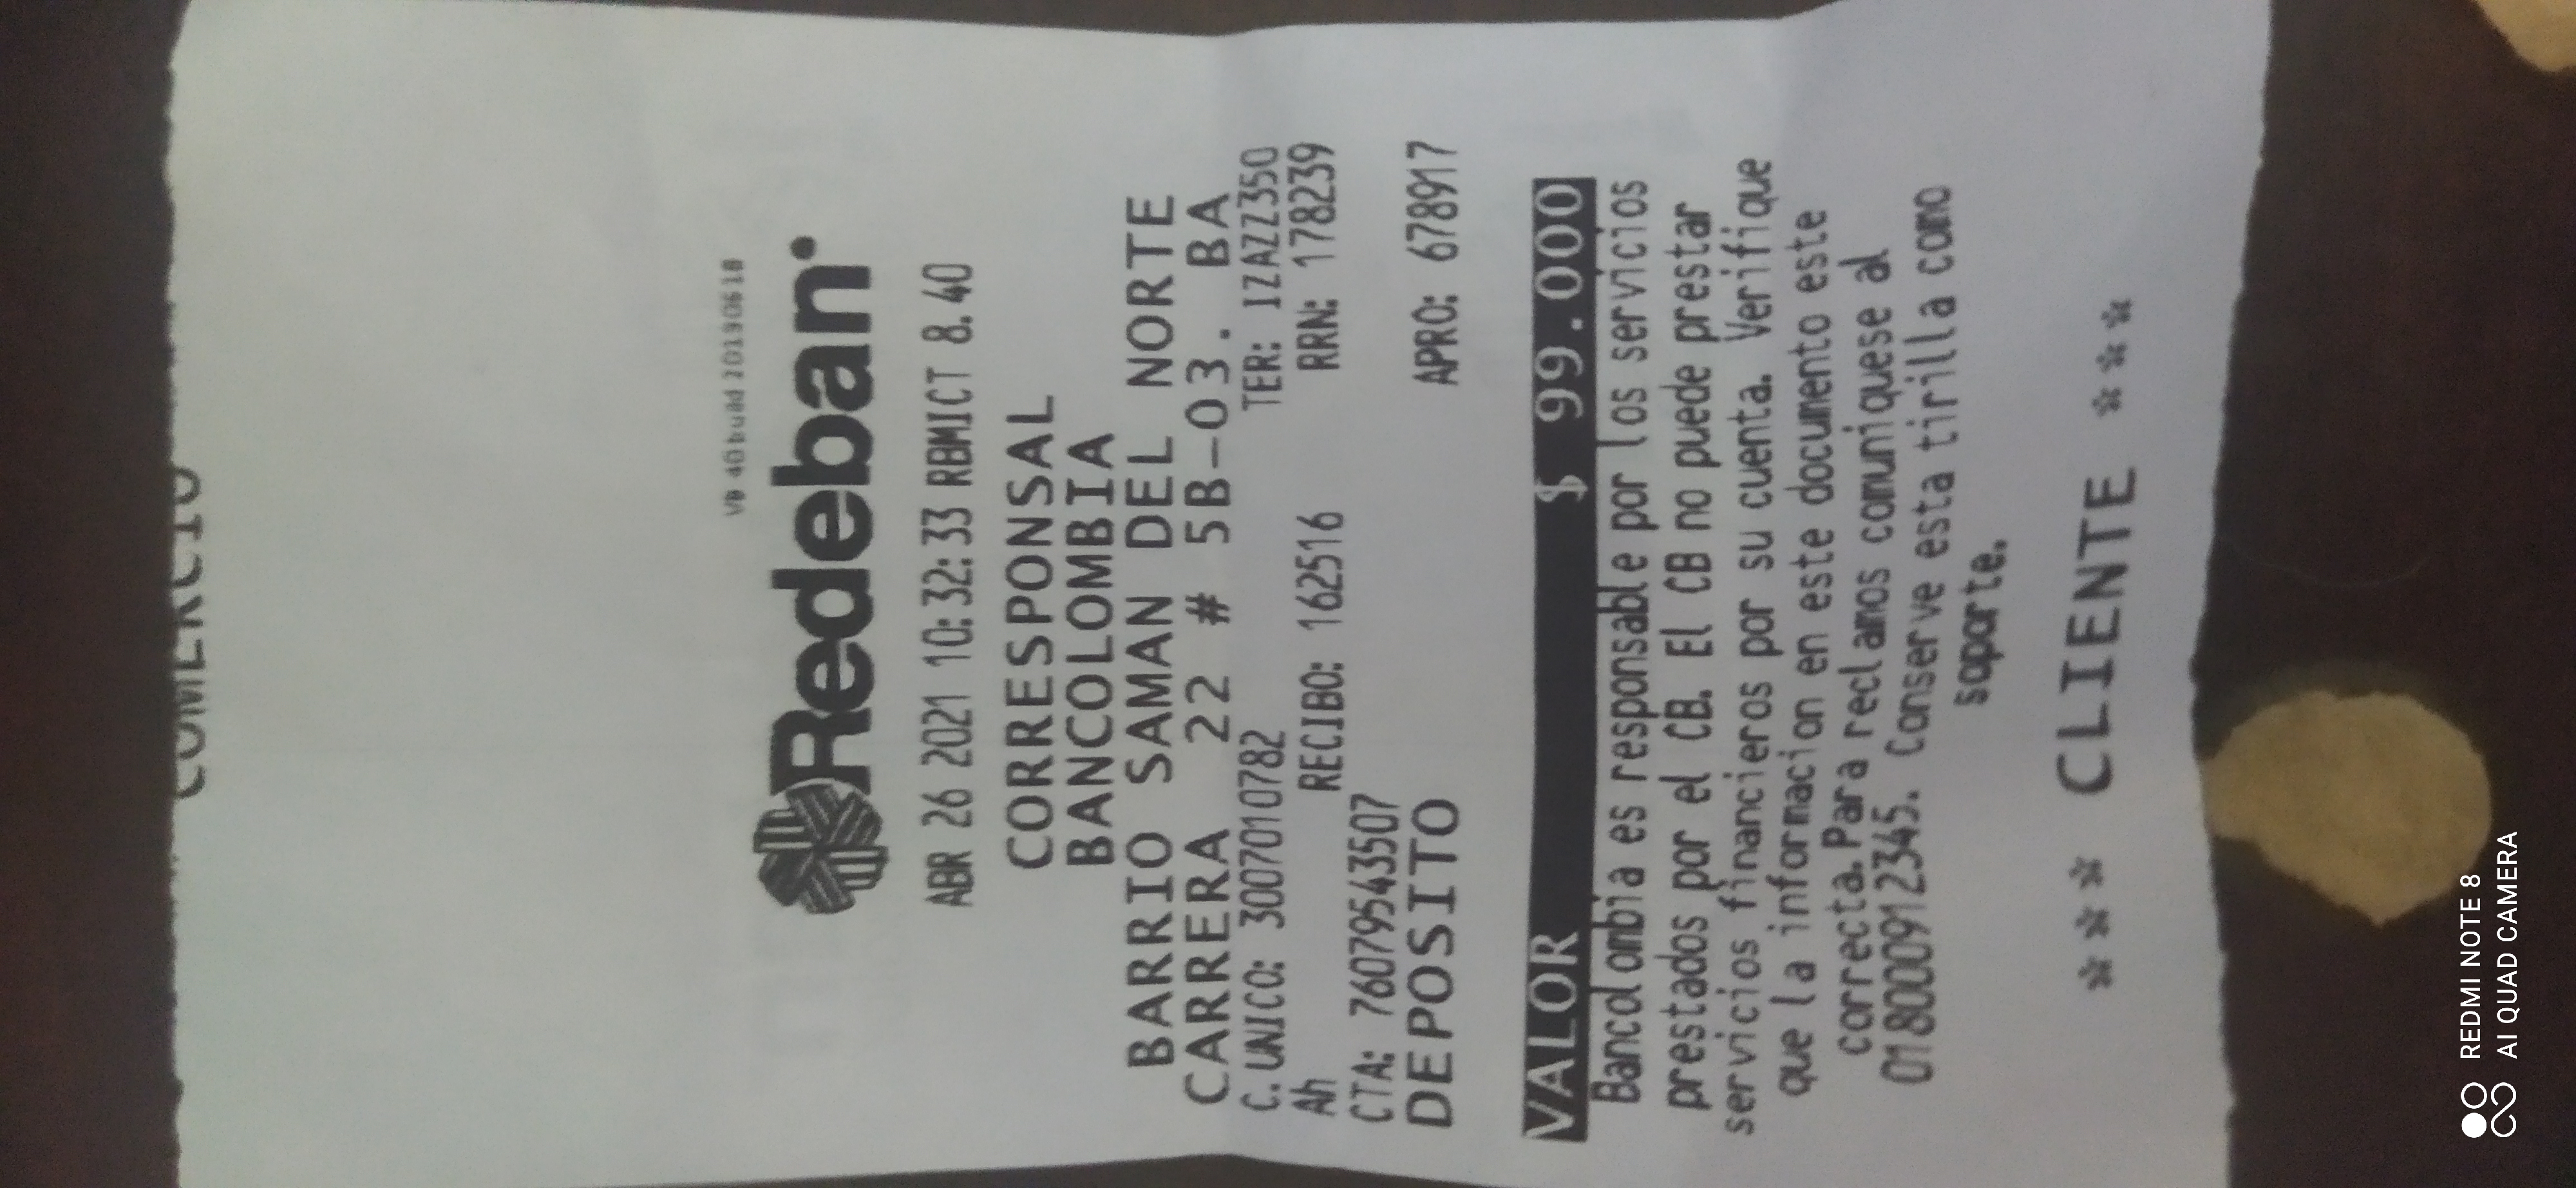 COMERCIO
Redeban
ABR 26 2021 10:32:33 RBMICT 8.40
CORRESPONSAL
BANCOLOMBIA
BARRIO SAMAN DEL NORTE
CARRERA 22 # 5B-03. BA
C.UNICO: 3007010782 TER: IZAZZ350
Ah RECIBO: 162516 RRN: 178239
CTA: 76079543507
DEPOSITO APRO: 678917
VALOR $ 99.000
Bancolombia es responsable por los servicios
prestados por el CB. El CB no puede prestar
servicios financieros por su cuenta. Verifique
que la informacion en este documento este
correcta.Para reclamos comuniquese al
018000912345. Conserve esta tirilla como
soporte.
*** CLIENTE ***
REDMI NOTE 8
AI QUAD CAMERA